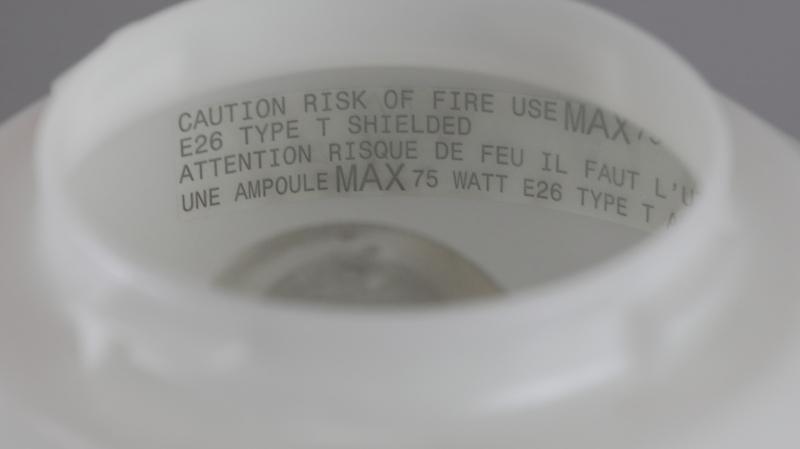 CAUTION RISK OF FIRE USE MAX
E26 TYPE T SHIELDED
ATTENTION RISQUE DE FEU IL FAUT
UNE AMPOULE MAX 75 WATT E26 TYPE T